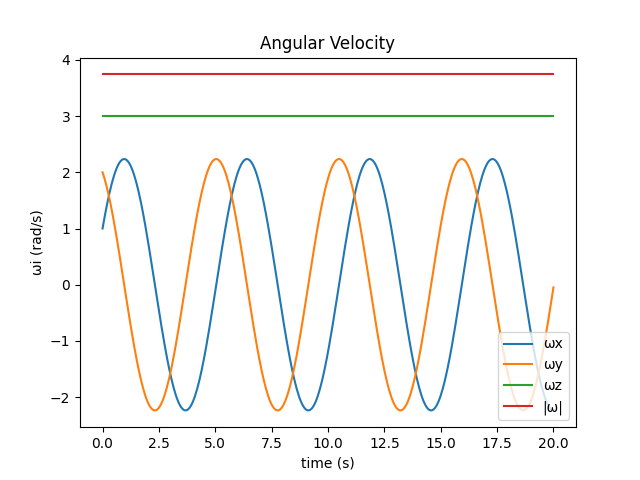 Angular Velocity
4
3
2
1
0
−1
−2
ωi (rad/s)
0.0 2.5 5.0 7.5 10.0 12.5 15.0 17.5 20.0
time (s)
ωx
ωy
ωz
|ω|